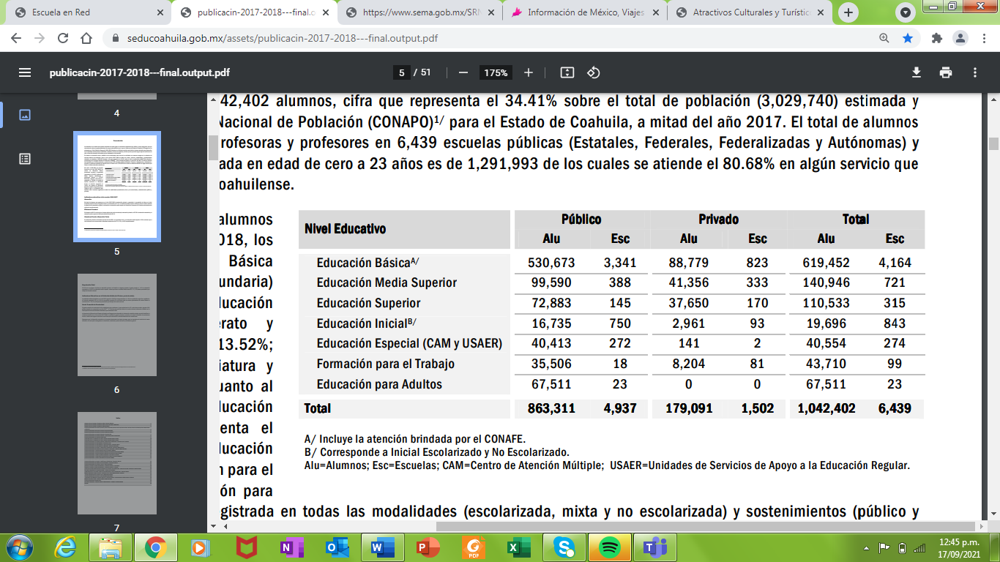 Escuela en Red
publicacin-2017-2018---final.o
https://www.sema.gob.mx/SRN
Información de México, Viajes
Atractivos Culturales y Turístic
seducoahuila.gob.mx/assets/publicacin-2017-2018---final.output.pdf
publicacin-2017-2018---final.output.pdf
5 / 51
175%
4
5
6
7
42,402 alumnos, cifra que representa el 34.41% sobre el total de población (3,029,740) estimada y
Nacional de Población (CONAPO)1/ para el Estado de Coahuila, a mitad del año 2017. El total de alumnos
rofesoras y profesores en 6,439 escuelas públicas (Estatales, Federales, Federalizadas y Autónomas) y
ada en edad de cero a 23 años es de 1,291,993 de los cuales se atiende el 80.68% en algún servicio que
oahuilense.
alumnos
018, los
Básica
undaria)
ducación
rato y
13.52%;
iatura y
uanto al
ducación
enta el
ducación
n para el
ón para
Nivel Educativo Público Privado Total
Alu Esc Alu Esc Alu Esc
Educación BásicaA/ 530,673 3,341 88,779 823 619,452 4,164
Educación Media Superior 99,590 388 41,356 333 140,946 721
Educación Superior 72,883 145 37,650 170 110,533 315
Educación InicialB/ 16,735 750 2,961 93 19,696 843
Educación Especial (CAM y USAER) 40,413 272 141 2 40,554 274
Formación para el Trabajo 35,506 18 8,204 81 43,710 99
Educación para Adultos 67,511 23 0 0 67,511 23
Total 863,311 4,937 179,091 1,502 1,042,402 6,439
A/ Incluye la atención brindada por el CONAFE.
B/ Corresponde a Inicial Escolarizado y No Escolarizado.
Alu=Alumnos; Esc=Escuelas; CAM=Centro de Atención Múltiple; USAER=Unidades de Servicios de Apoyo a la Educación Regular.
gistrada en todas las modalidades (escolarizada, mixta y no escolarizada) y sostenimientos (público y
12:45 p.m.
17/09/2021